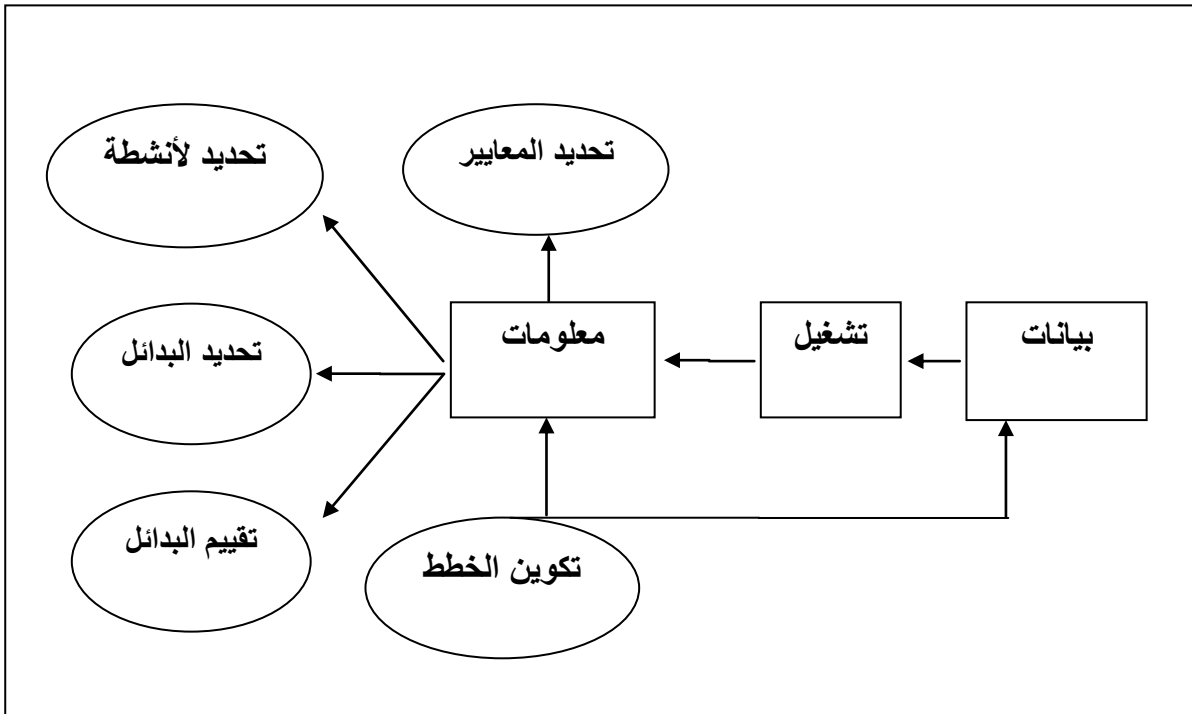 تحديد المعايير
تحديد لأنشطة
بيانات
تشغيل
معلومات
تحديد البدائل
تقييم البدائل
تكوين الخطط